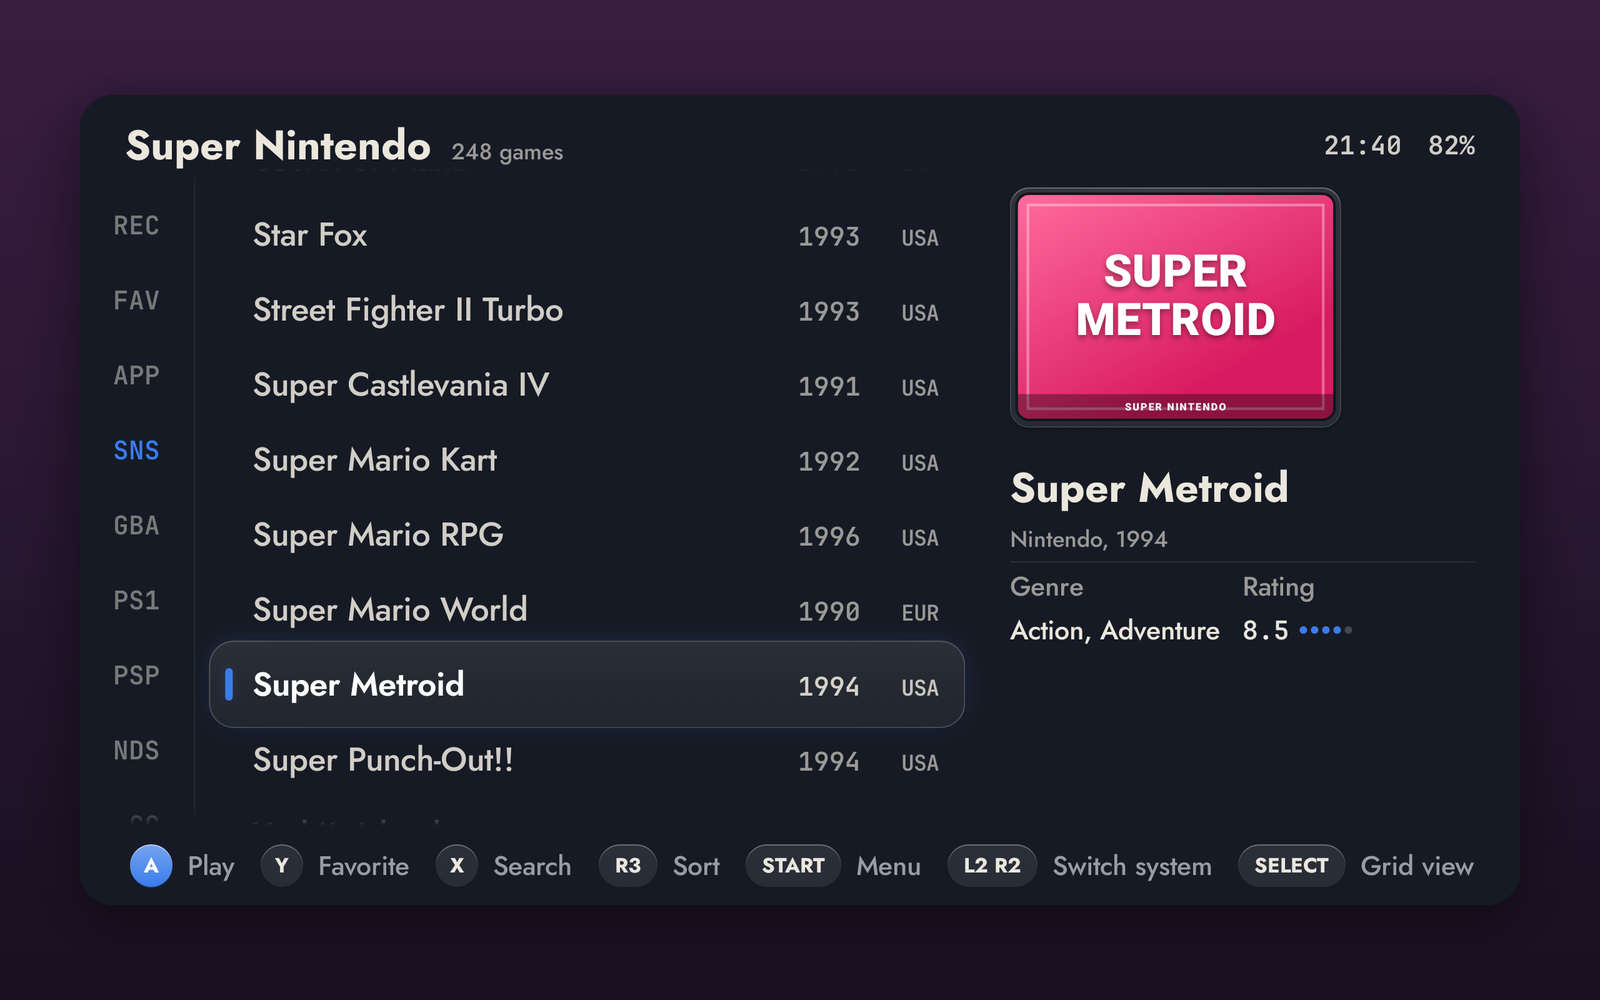 Super Nintendo 248 games
21:40 82%
REC
FAV
APP
SNS
GBA
PS1
PSP
NDS
Star Fox 1993 USA
Street Fighter II Turbo 1993 USA
Super Castlevania IV 1991 USA
Super Mario Kart 1992 USA
Super Mario RPG 1996 USA
Super Mario World 1990 EUR
Super Metroid 1994 USA
Super Punch-Out!! 1994 USA
SUPER
METROID
SUPER NINTENDO
Super Metroid
Nintendo, 1994
Genre Rating
Action, Adventure 8.5
A Play Y Favorite X Search R3 Sort START Menu L2 R2 Switch system SELECT Grid view